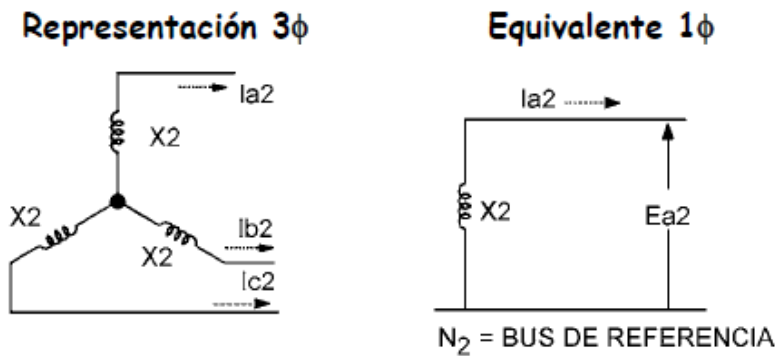 Representación 3ϕ
Equivalente 1ϕ
Ia2
X2
X2
X2
Ib2
Ic2
Ia2
X2
Ea2
N2 = BUS DE REFERENCIA